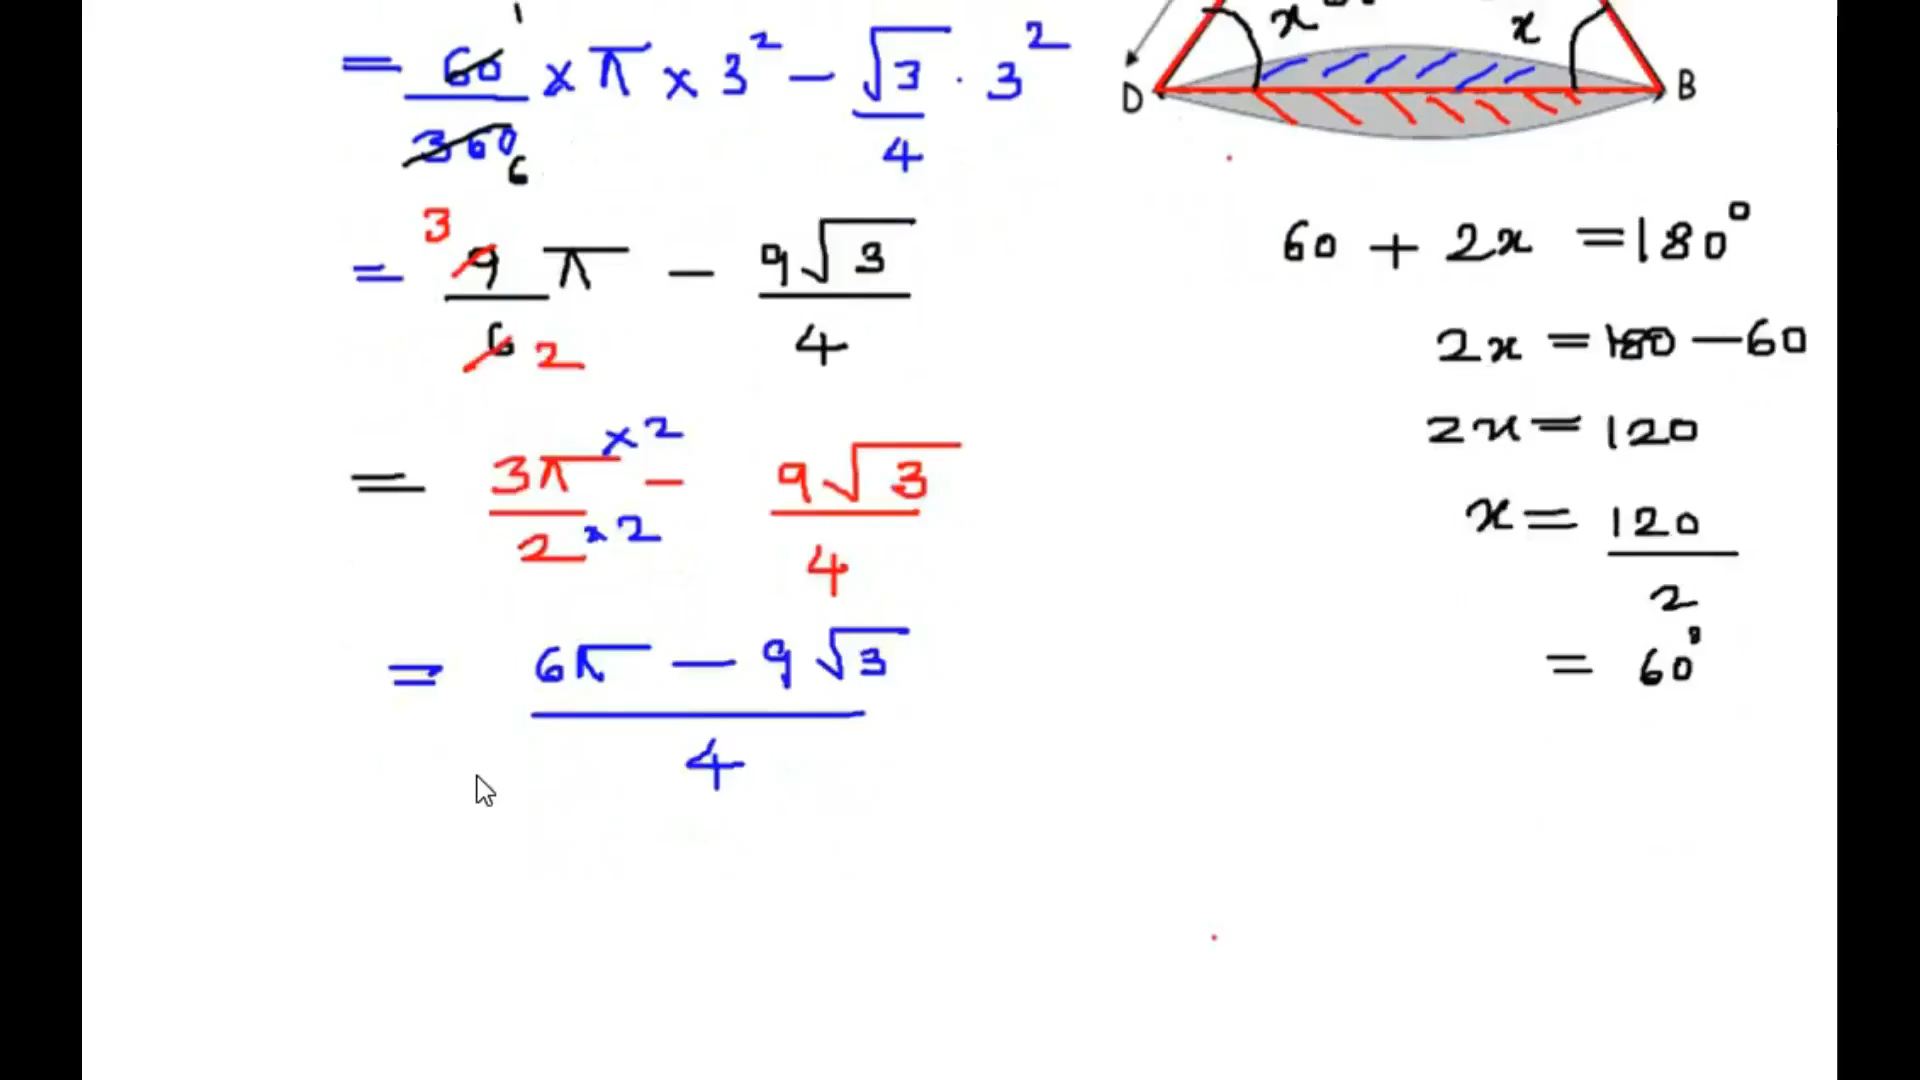 = 60/360 × π × 3² − √3/4 · 3²
1
6
= 9/6 π − 9√3/4
3
2
= 3π×2/2×2 − 9√3/4
= 6π − 9√3/4
x x
D B
60 + 2x = 180°
2x = 180 − 60
2x = 120
x = 120/2
= 60°